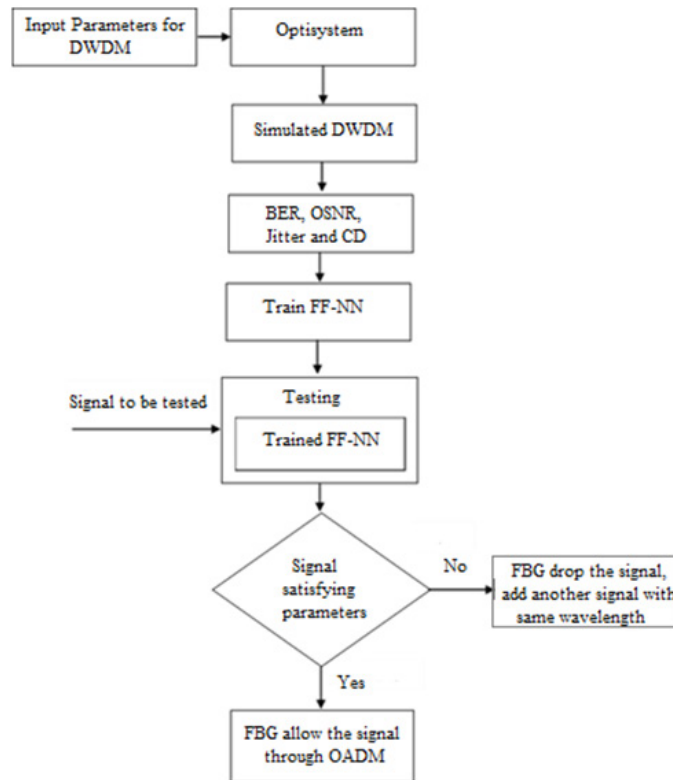 Input Parameters for
DWDM
Optisystem
Simulated DWDM
BER, OSNR,
Jitter and CD
Train FF-NN
Signal to be tested
Testing
Trained FF-NN
Signal
satisfying
parameters
No
FBG drop the signal,
add another signal with
same wavelength
Yes
FBG allow the signal
through OADM